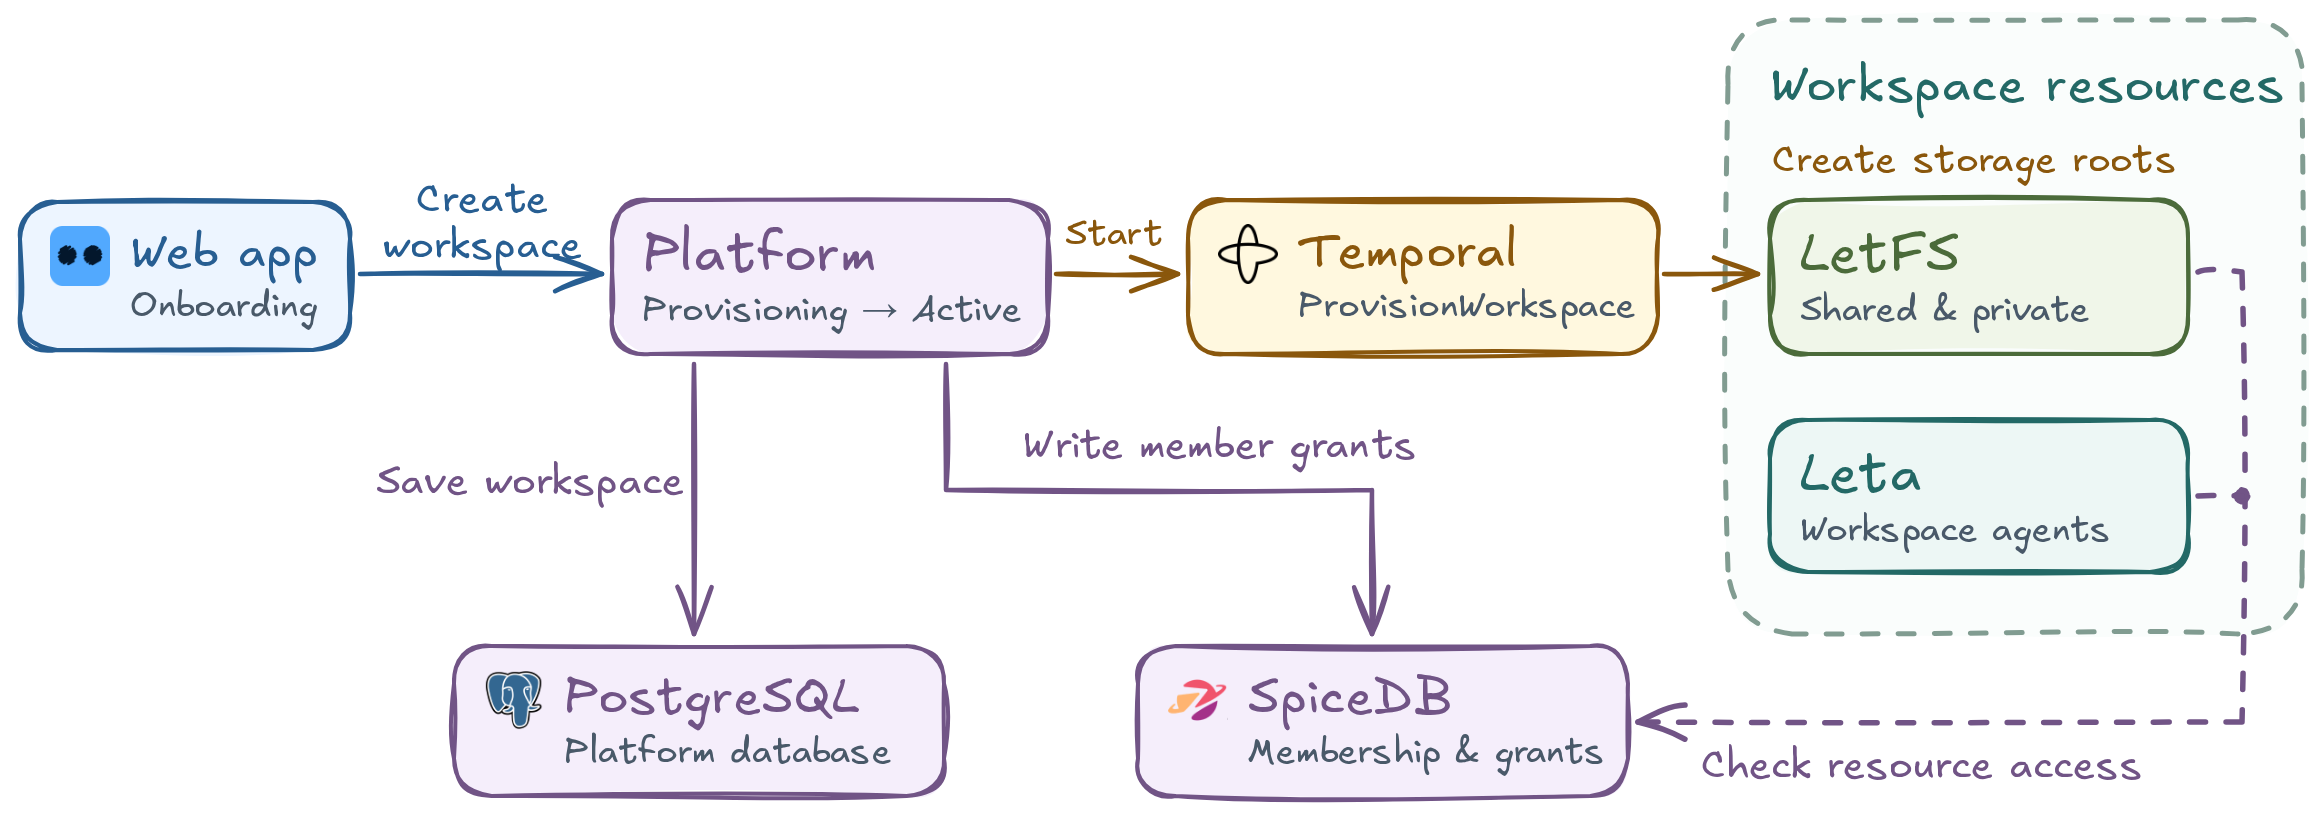 Workspace resources
Create storage roots
Create
workspace
Web app
Onboarding
Platform
Provisioning → Active
Start
Temporal
ProvisionWorkspace
LetFS
Shared & private
Write member grants
Save workspace
Leta
Workspace agents
PostgreSQL
Platform database
SpiceDB
Membership & grants
Check resource access